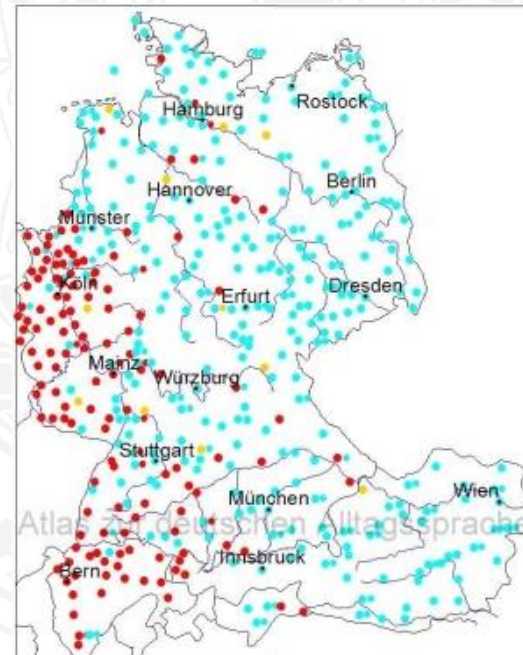 Rostock
Hamburg
Berlin
Hannover
Münster
Köln
Erfurt
Dresden
Mainz
Würzburg
Stuttgart
München
Wien
Atlas zur deutschen Alltagssprache
Bern
Innsbruck